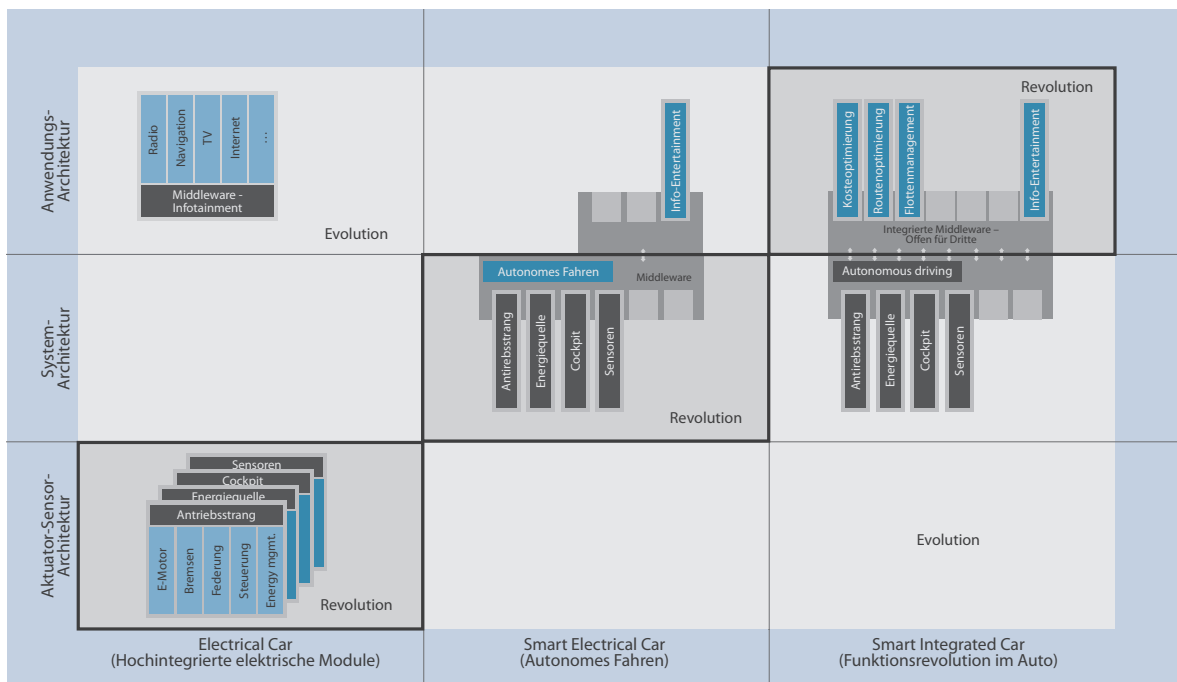 Anwendungs-
Architektur
Radio
Navigation
TV
Internet
...
Middleware -
Infotainment
Evolution
Info-Entertainment
Revolution
Kosteoptimierung
Routenoptimierung
Flottenmanagement
Info-Entertainment
Integrierte Middleware –
Offen für Dritte
System-
Architektur
Autonomes Fahren
Middleware
Antirebsstrang
Energiequelle
Cockpit
Sensoren
Revolution
Autonomous driving
Antirebsstrang
Energiequelle
Cockpit
Sensoren
Aktuator-Sensor-
Architektur
Sensoren
Cockpit
Energiequelle
Antriebsstrang
E-Motor
Bremsen
Federung
Steuerung
Energy mgmt.
Revolution
Evolution
Electrical Car
(Hochintegrierte elektrische Module)
Smart Electrical Car
(Autonomes Fahren)
Smart Integrated Car
(Funktionsrevolution im Auto)